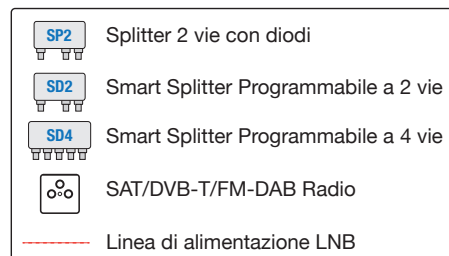 SP2 Splitter 2 vie con diodi
SD2 Smart Splitter Programmabile a 2 vie
SD4 Smart Splitter Programmabile a 4 vie
SAT/DVB-T/FM-DAB Radio
Linea di alimentazione LNB